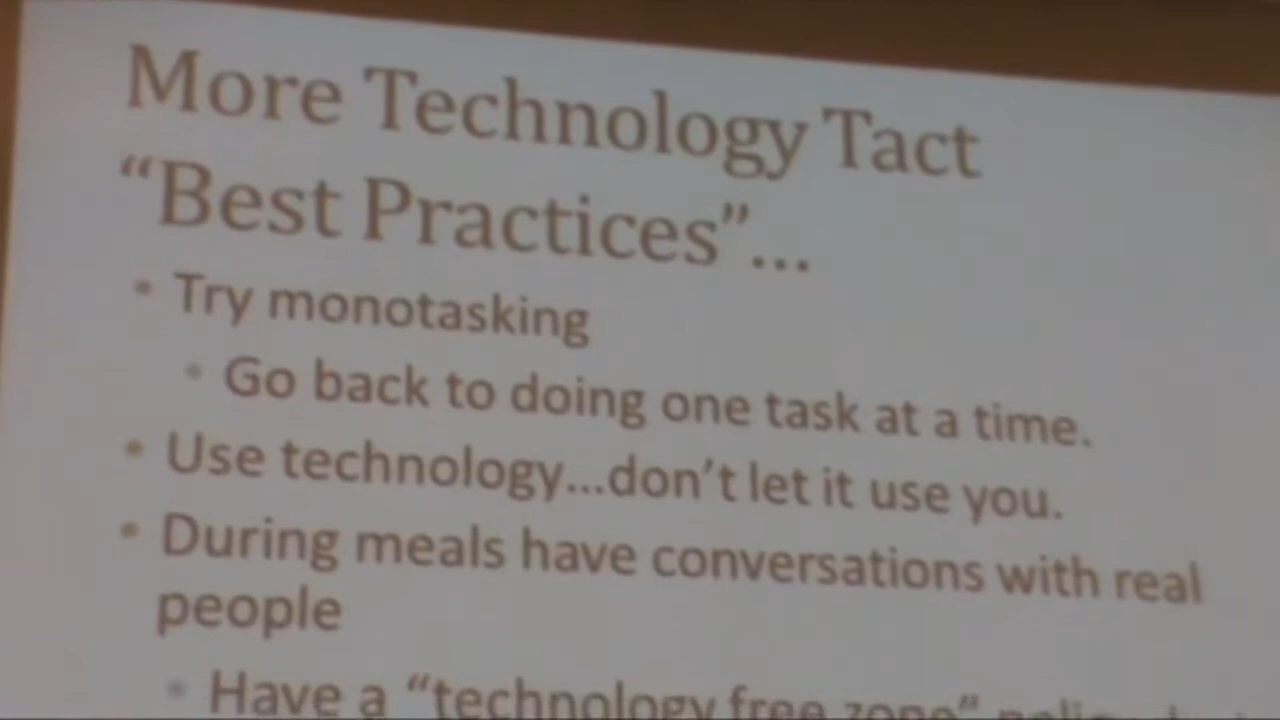 More Technology Tact
“Best Practices”...
• Try monotasking
• Go back to doing one task at a time.
• Use technology...don’t let it use you.
• During meals have conversations with real
people
• Have a “technology free zone”